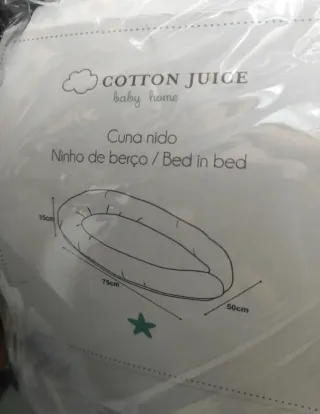 COTTON JUICE
baby home
Cuna nido
Ninho de berço / Bed in bed
15cm
75cm
50cm